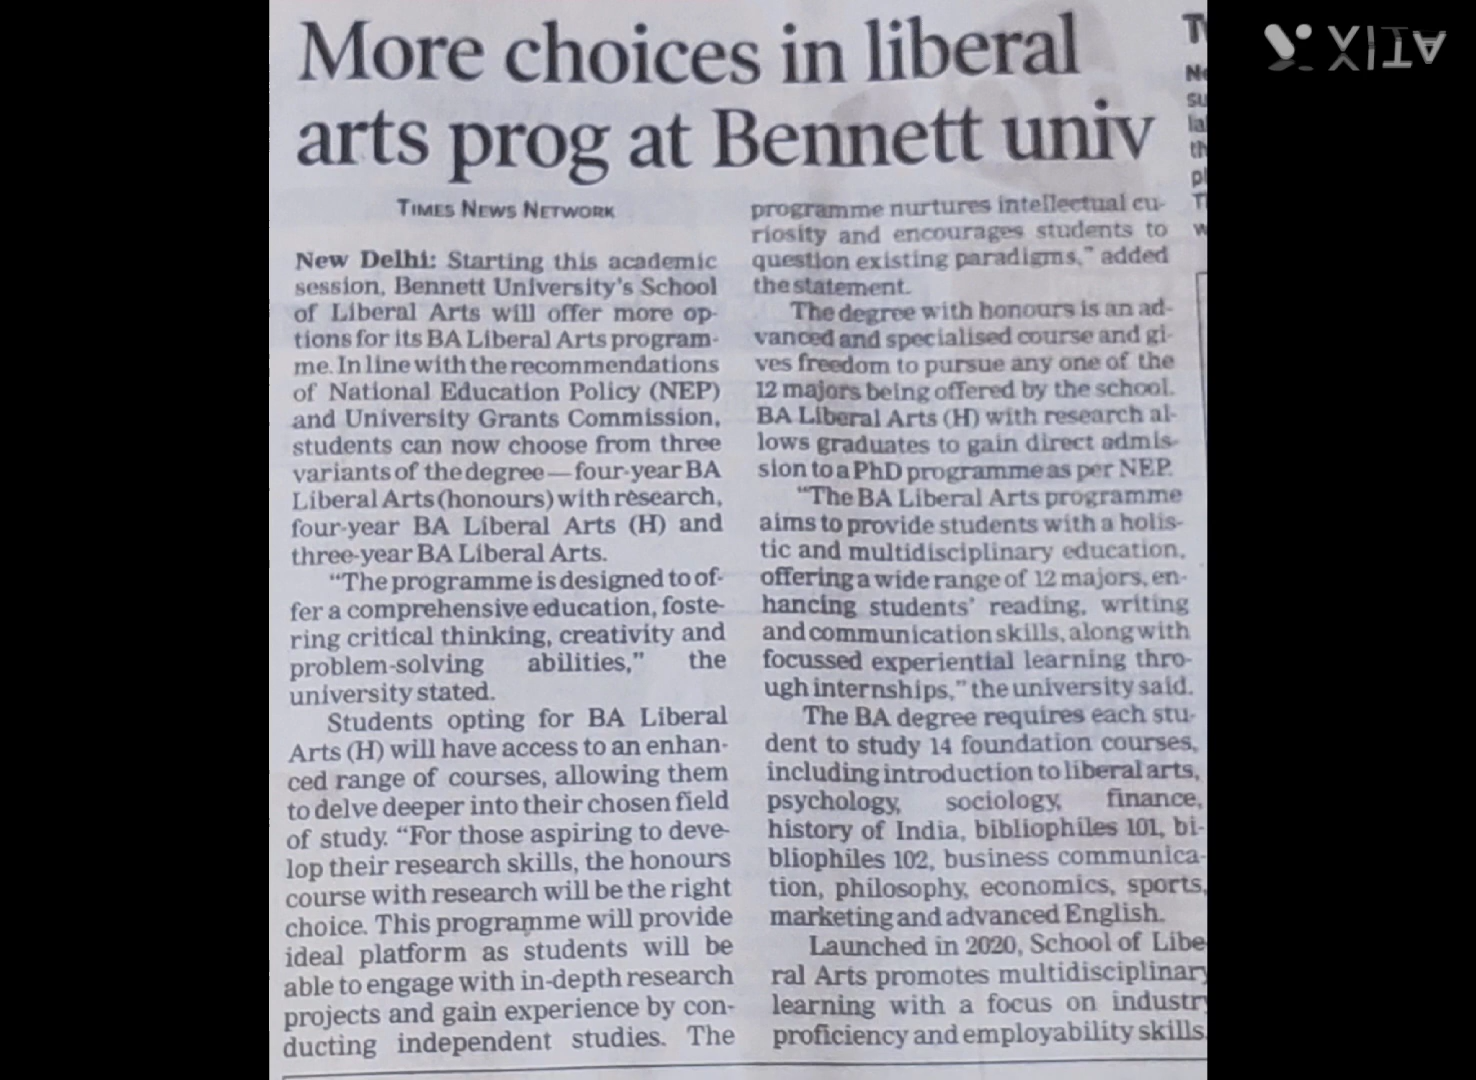 More choices in liberal
arts prog at Bennett univ
TIMES NEWS NETWORK
New Delhi: Starting this academic
session, Bennett University's School
of Liberal Arts will offer more op-
tions for its BA Liberal Arts program-
me. In line with the recommendations
of National Education Policy (NEP)
and University Grants Commission,
students can now choose from three
variants of the degree—four-year BA
Liberal Arts (honours) with research,
four-year BA Liberal Arts (H) and
three-year BA Liberal Arts.
"The programme is designed to of-
fer a comprehensive education, foste-
ring critical thinking, creativity and
problem-solving abilities," the
university stated.
Students opting for BA Liberal
Arts (H) will have access to an enhan-
ced range of courses, allowing them
to delve deeper into their chosen field
of study. "For those aspiring to deve-
lop their research skills, the honours
course with research will be the right
choice. This programme will provide
ideal platform as students will be
able to engage with in-depth research
projects and gain experience by con-
ducting independent studies. The
programme nurtures intellectual cu-
riosity and encourages students to
question existing paradigms," added
the statement.
The degree with honours is an ad-
vanced and specialised course and gi-
ves freedom to pursue any one of the
12 majors being offered by the school.
BA Liberal Arts (H) with research al-
lows graduates to gain direct admis-
sion to a PhD programme as per NEP.
"The BA Liberal Arts programme
aims to provide students with a holis-
tic and multidisciplinary education,
offering a wide range of 12 majors, en-
hancing students' reading, writing
and communication skills, along with
focussed experiential learning thro-
ugh internships," the university said.
The BA degree requires each stu-
dent to study 14 foundation courses,
including introduction to liberal arts,
psychology, sociology, finance,
history of India, bibliophiles 101, bi-
bliophiles 102, business communica-
tion, philosophy, economics, sports,
marketing and advanced English.
Launched in 2020, School of Libe
ral Arts promotes multidisciplinary
learning with a focus on industry
proficiency and employability skills.